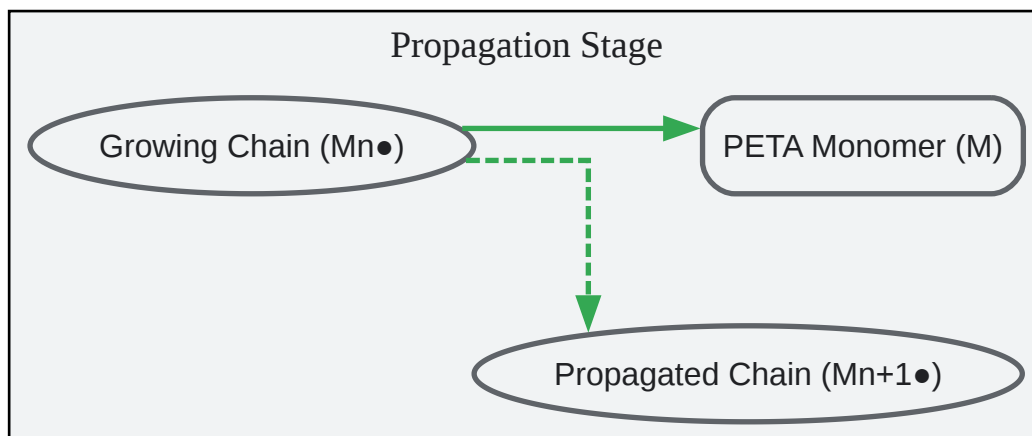 Propagation Stage
Growing Chain (Mn●)
PETA Monomer (M)
Propagated Chain (Mn+1●)